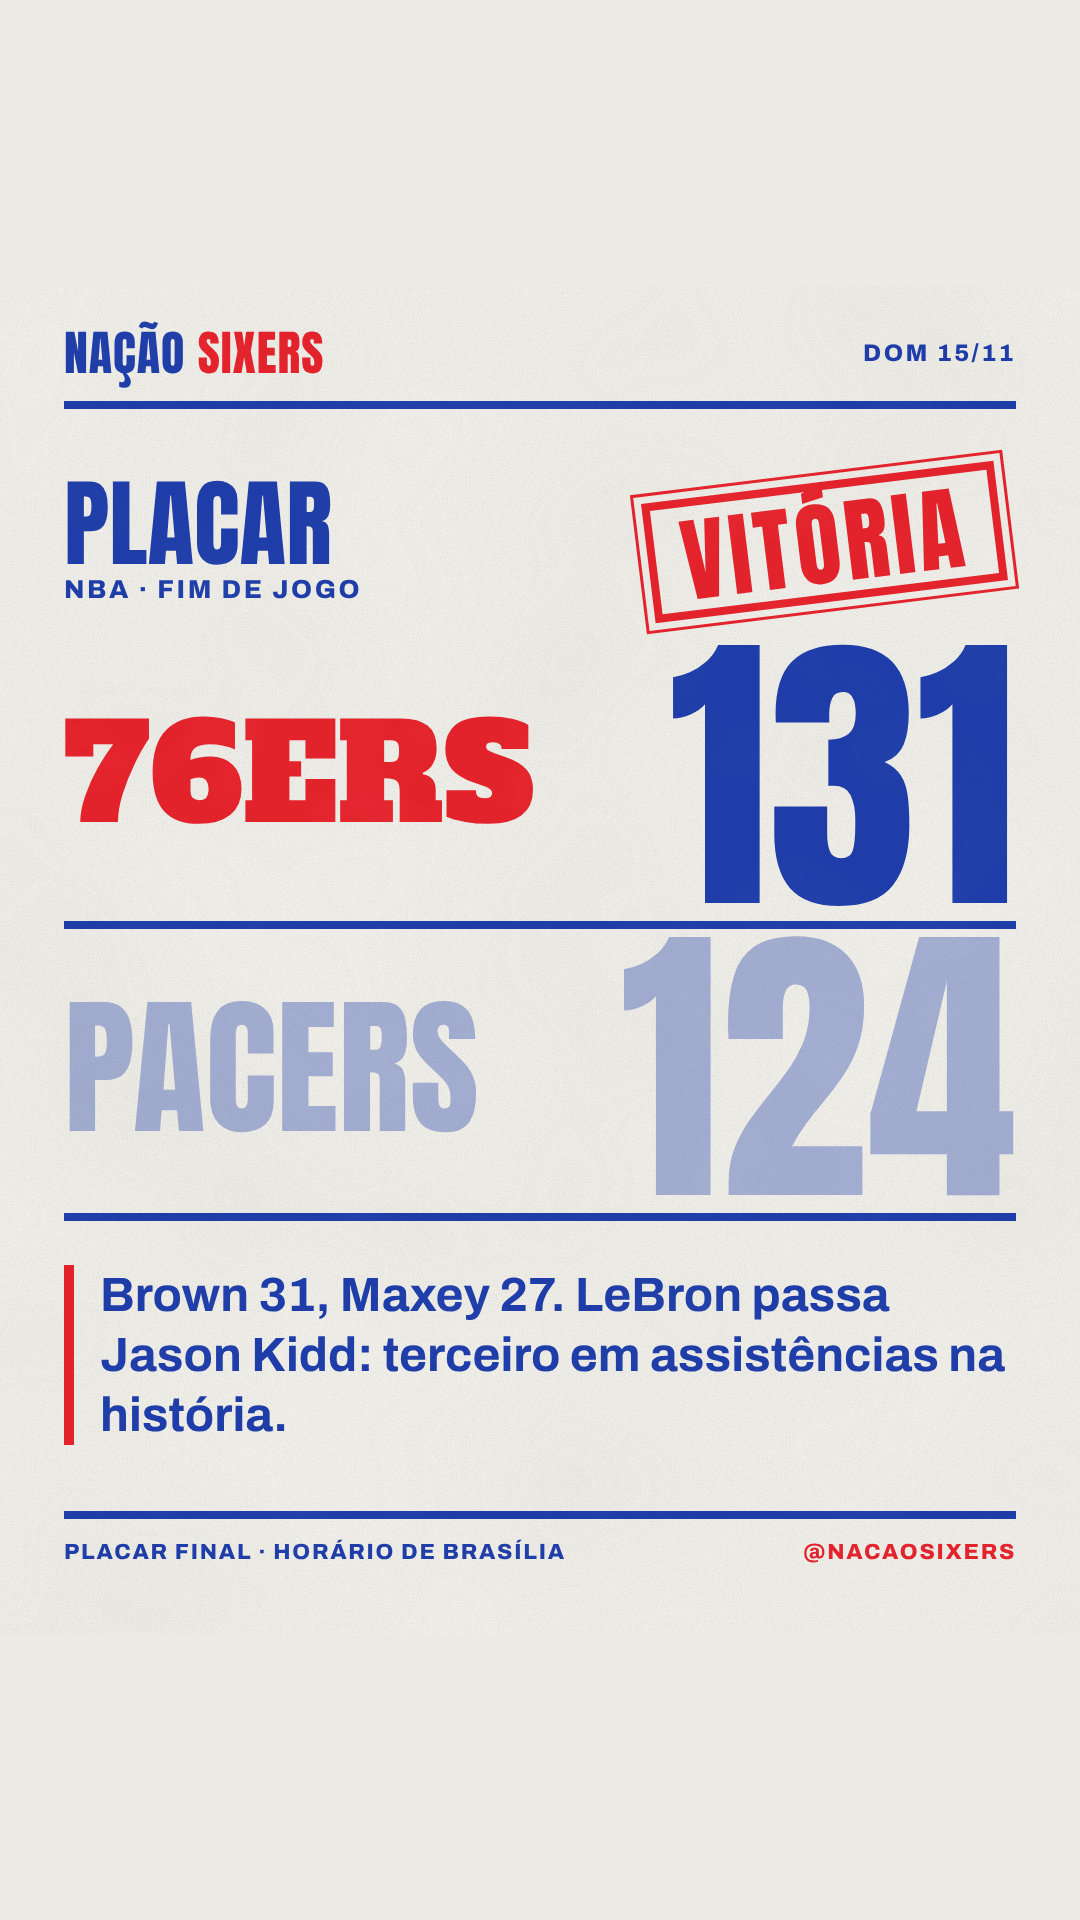 NAÇÃO SIXERS
DOM 15/11
PLACAR
NBA · FIM DE JOGO
VITÓRIA
76ERS
131
PACERS
124
Brown 31, Maxey 27. LeBron passa
Jason Kidd: terceiro em assistências na
história.
PLACAR FINAL · HORÁRIO DE BRASÍLIA
@NACAOSIXERS